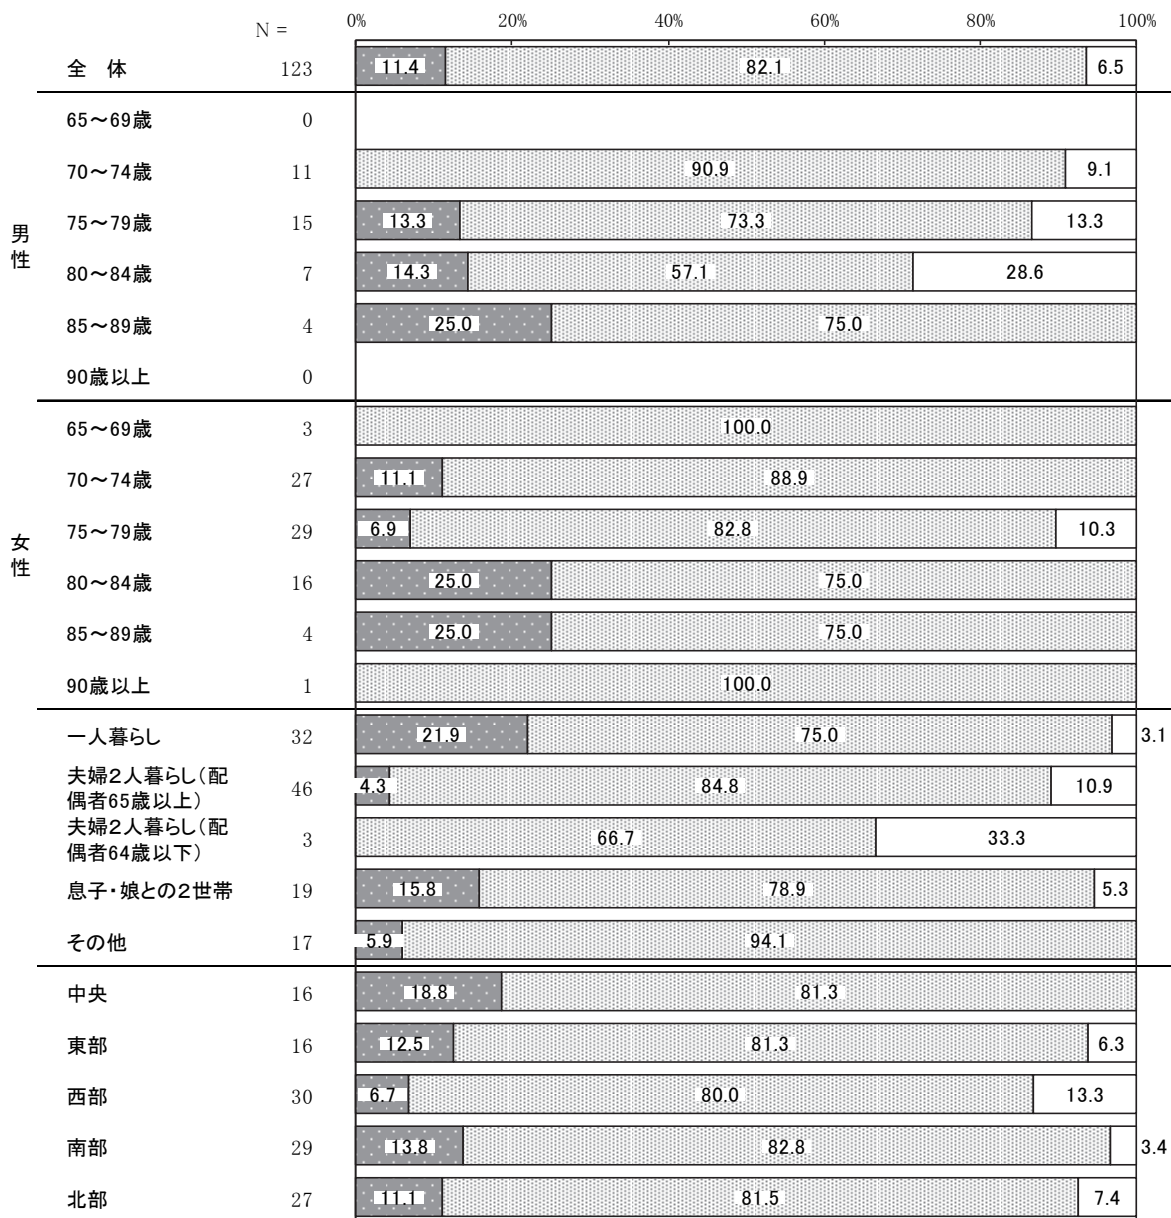 N = 0% 20% 40% 60% 80% 100%
全 体 123 11.4 82.1 6.5
男性
65～69歳 0
70～74歳 11 90.9 9.1
75～79歳 15 13.3 73.3 13.3
80～84歳 7 14.3 57.1 28.6
85～89歳 4 25.0 75.0
90歳以上 0
女性
65～69歳 3 100.0
70～74歳 27 11.1 88.9
75～79歳 29 6.9 82.8 10.3
80～84歳 16 25.0 75.0
85～89歳 4 25.0 75.0
90歳以上 1 100.0
一人暮らし 32 21.9 75.0 3.1
夫婦２人暮らし（配
偶者65歳以上） 46 4.3 84.8 10.9
夫婦２人暮らし（配
偶者64歳以下） 3 66.7 33.3
息子・娘との２世帯 19 15.8 78.9 5.3
その他 17 5.9 94.1
中央 16 18.8 81.3
東部 16 12.5 81.3 6.3
西部 30 6.7 80.0 13.3
南部 29 13.8 82.8 3.4
北部 27 11.1 81.5 7.4